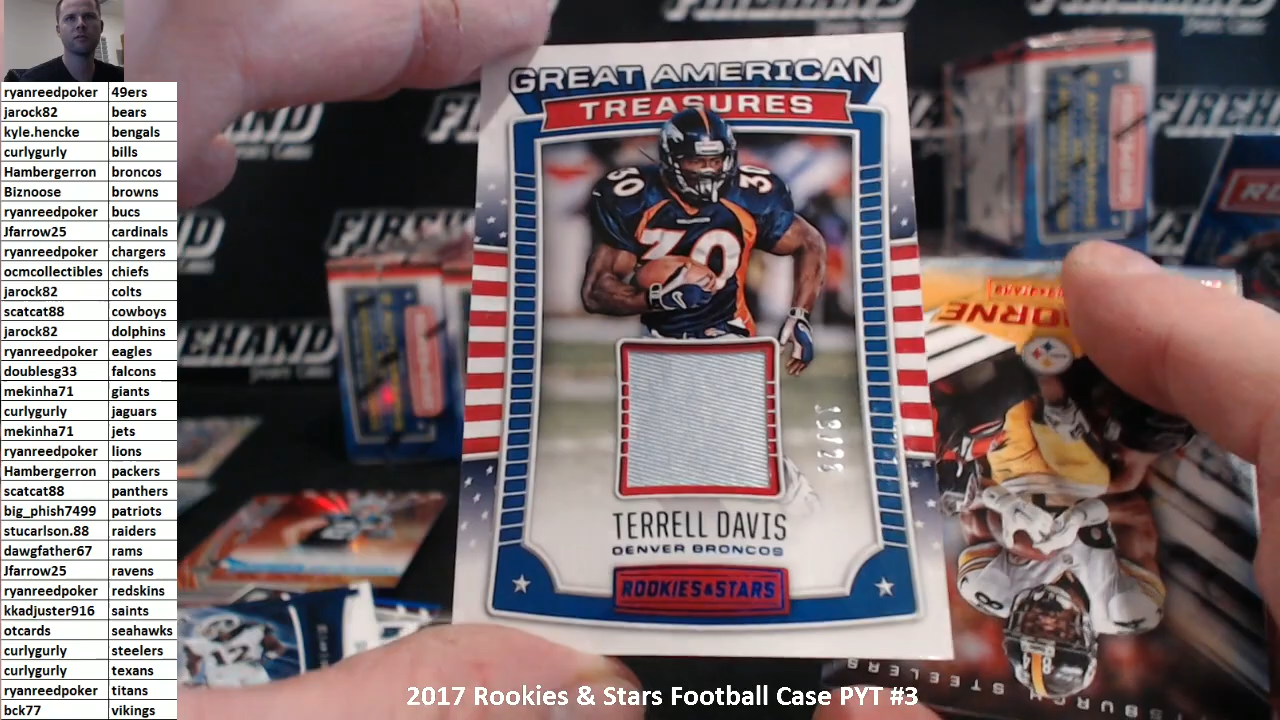 ryanreedpoker 49ers
jarock82 bears
kyle.hencke bengals
curlygurly bills
Hambergerron broncos
Biznoose browns
ryanreedpoker bucs
Jfarrow25 cardinals
ryanreedpoker chargers
ocmcollectibles chiefs
jarock82 colts
scatcat88 cowboys
jarock82 dolphins
ryanreedpoker eagles
doublesg33 falcons
mekinha71 giants
curlygurly jaguars
mekinha71 jets
ryanreedpoker lions
Hambergerron packers
scatcat88 panthers
big_phish7499 patriots
stucarlson.88 raiders
dawgfather67 rams
Jfarrow25 ravens
ryanreedpoker redskins
kkadjuster916 saints
otcards seahawks
curlygurly steelers
curlygurly texans
ryanreedpoker titans
bck77 vikings
GREAT AMERICAN
TREASURES
30 30
30
TERRELL DAVIS
DENVER BRONCOS
ROOKIES & STARS
FIREHAND
84
STEELERS
2017 Rookies & Stars Football Case PYT #3